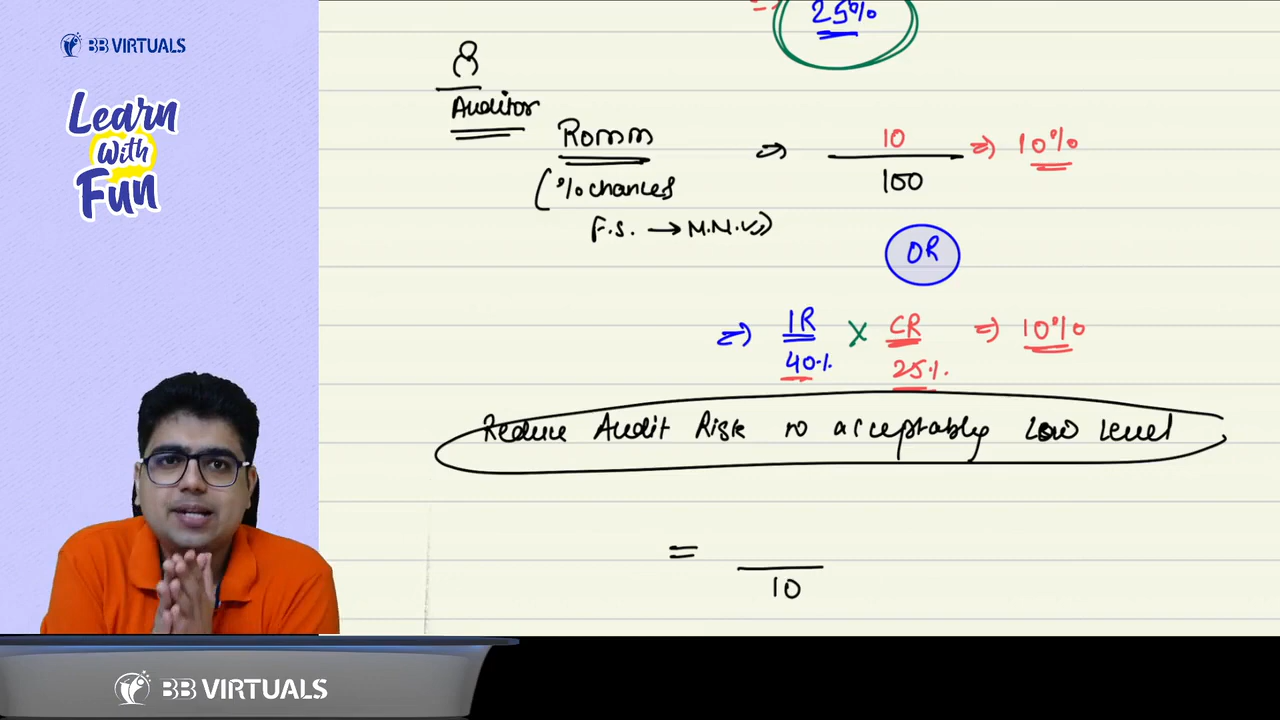 BB VIRTUALS
Learn
with
Fun
⇒ 25%
Auditor
Romm ⇒ 10 / 100 ⇒ 10%
(% chances
F.S. → M.M.
OR
⇒ IR × CR ⇒ 10%
40% 25%
Reduce Audit Risk to acceptably Low Level
=
10
BB VIRTUALS